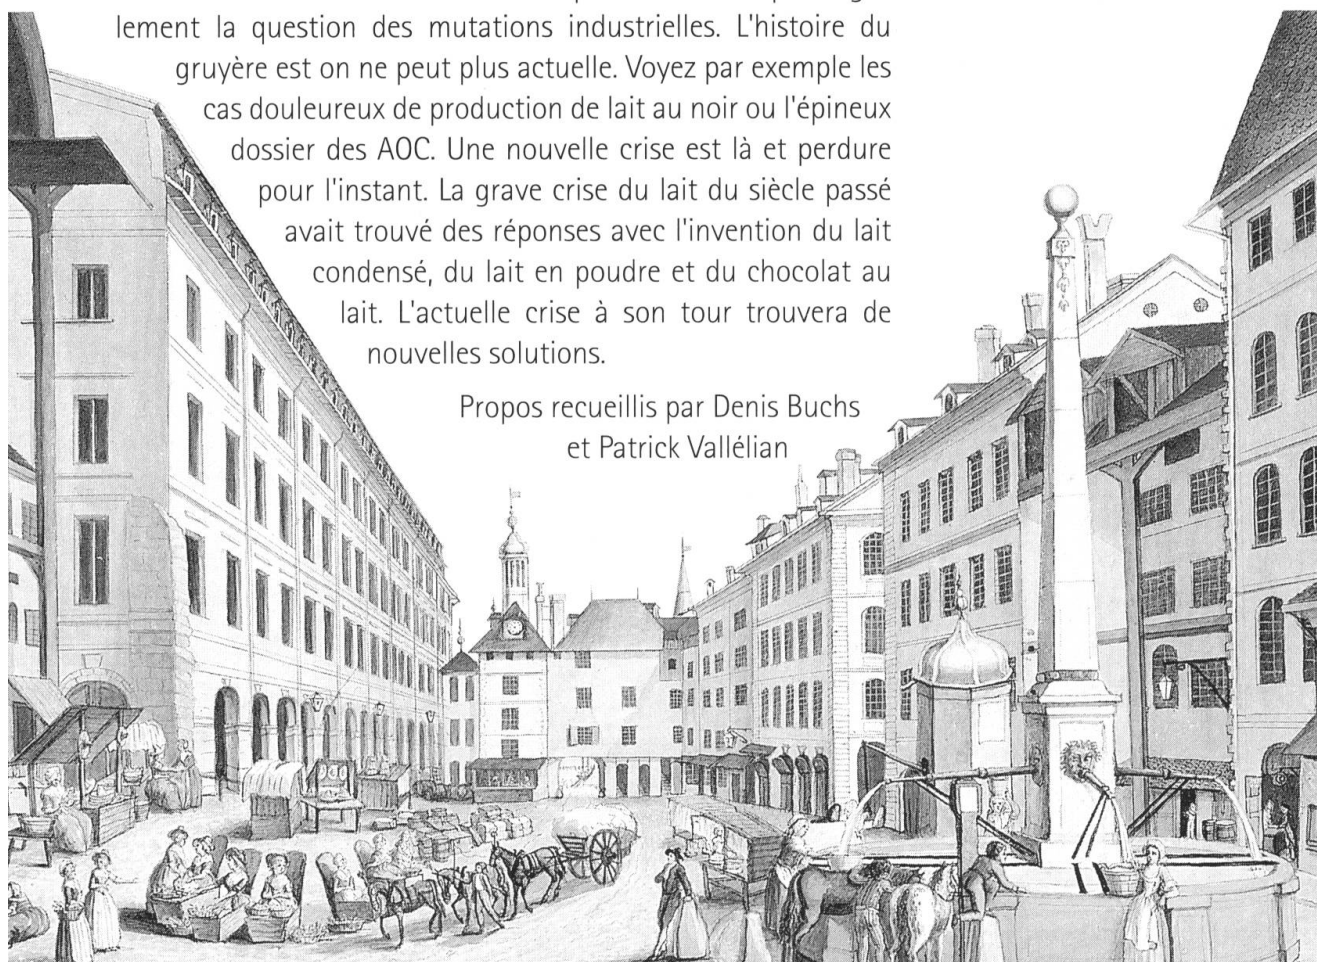 lement la question des mutations industrielles. L'histoire du
gruyère est on ne peut plus actuelle. Voyez par exemple les
cas douleureux de production de lait au noir ou l'épineux
dossier des AOC. Une nouvelle crise est là et perdure
pour l'instant. La grave crise du lait du siècle passé
avait trouvé des réponses avec l'invention du lait
condensé, du lait en poudre et du chocolat au
lait. L'actuelle crise à son tour trouvera de
nouvelles solutions.
Propos recueillis par Denis Buchs
et Patrick Vallélian